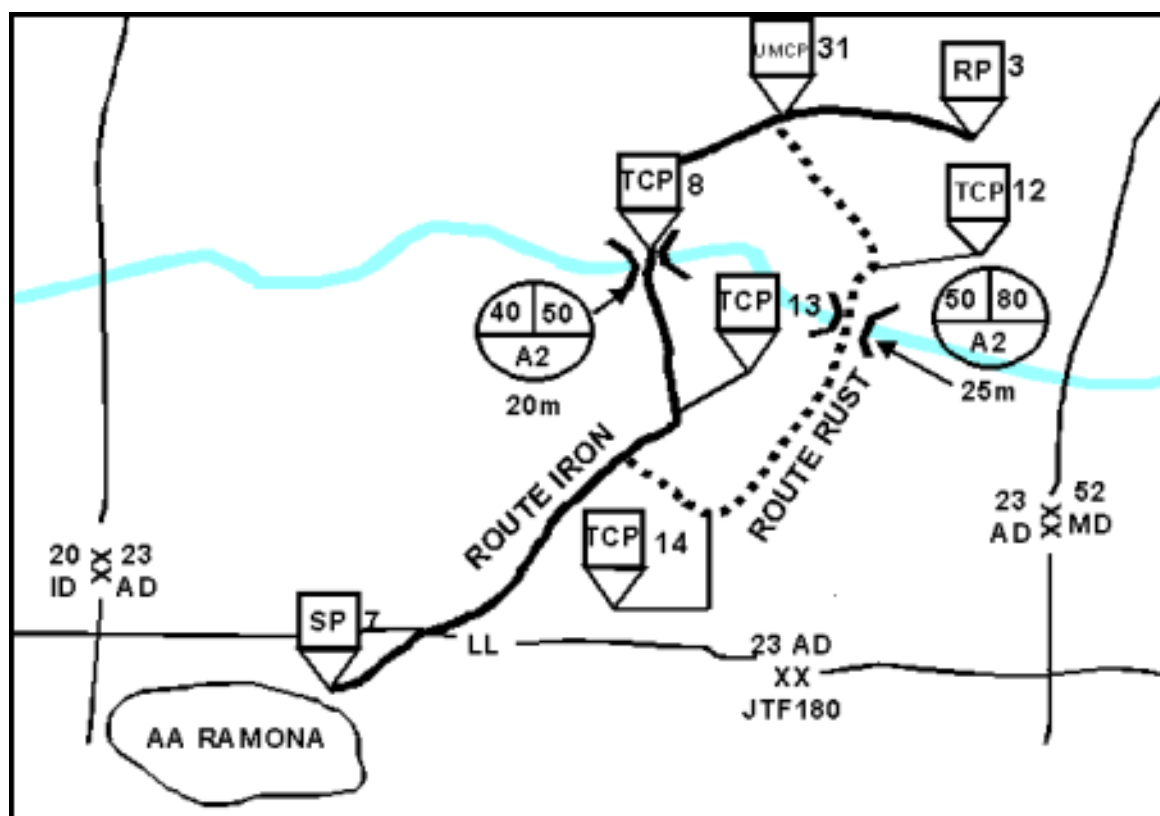 UMCP 31
RP 3
TCP 8
TCP 12
TCP 13
40 50
A2
20m
50 80
A2
25m
ROUTE IRON
ROUTE RUST
TCP 14
20 XX 23
ID AD
23 XX 52
AD MD
SP 7
LL
23 AD
XX
JTF180
AA RAMONA